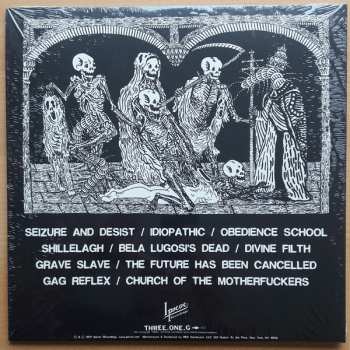 SEIZURE AND DESIST / IDIOPATHIC / OBEDIENCE SCHOOL
SHILLELAGH / BELA LUGOSI'S DEAD / DIVINE FILTH
GRAVE SLAVE / THE FUTURE HAS BEEN CANCELLED
GAG REFLEX / CHURCH OF THE MOTHERFUCKERS
Ipecac
THREE.ONE.G